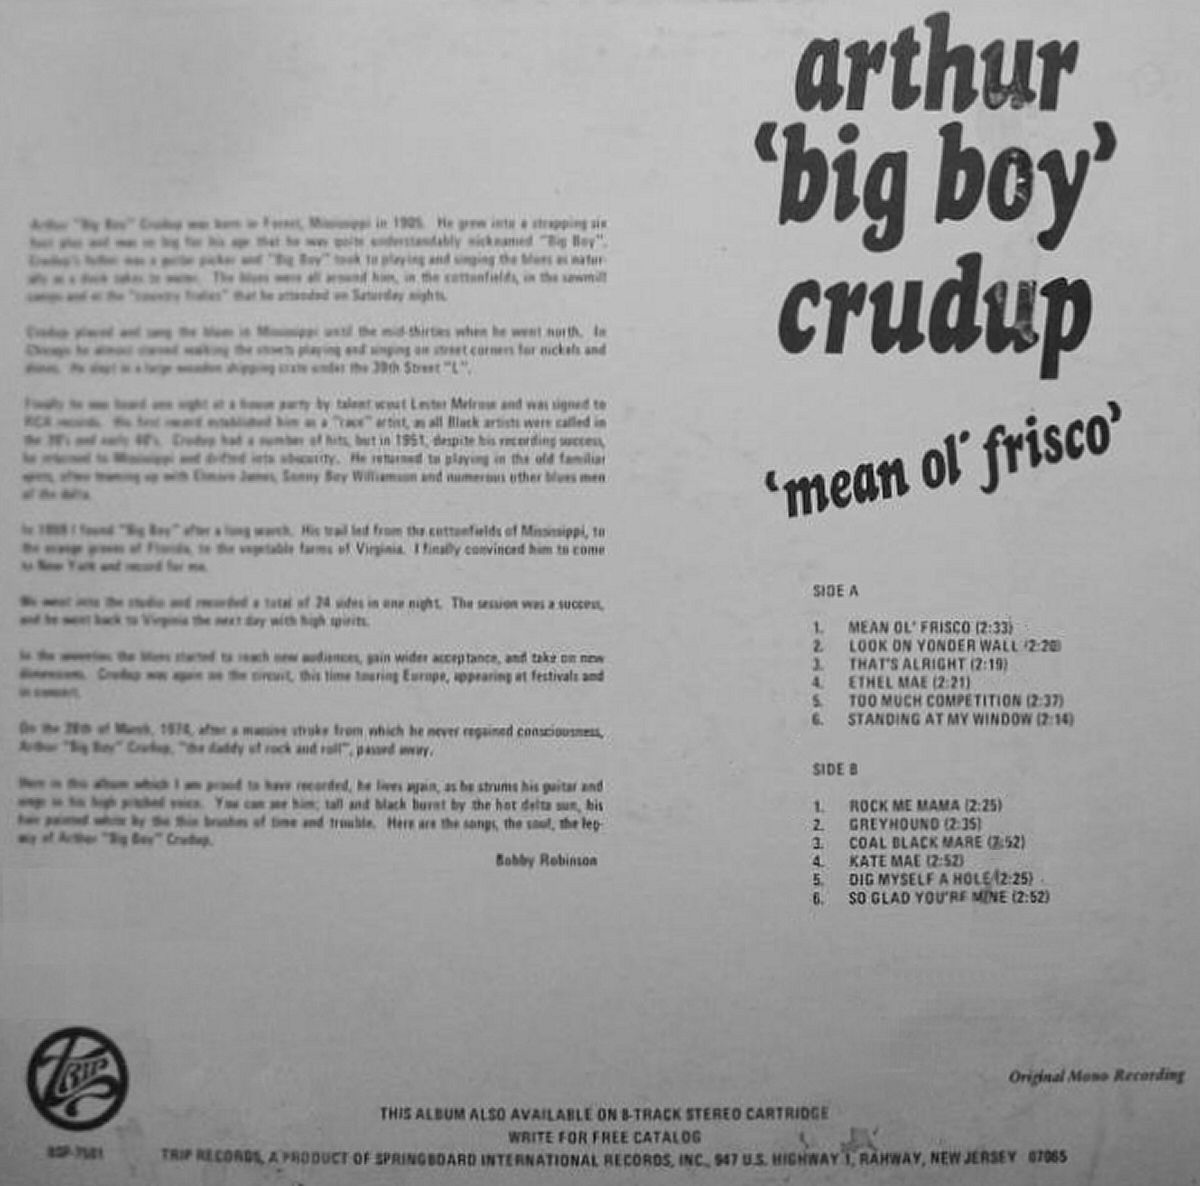 arthur
'big boy'
crudup
'mean ol' frisco'
Arthur "Big Boy" Crudup was born in Forest, Mississippi in 1905. He grew into a strapping six
foot plus and was so big for his age that he was quite understandably nicknamed "Big Boy".
Crudup's father was a guitar picker and "Big Boy" took to playing and singing the blues as natur-
ally as a duck takes to water. The blues were all around him, in the cottonfields, in the sawmill
camps and at the "country frolics" that he attended on Saturday nights.
Crudup played and sang the blues in Mississippi until the mid-thirties when he went north. In
Chicago he almost starved walking the streets playing and singing on street corners for nickels and
dimes. He slept in a large wooden shipping crate under the 39th Street "L".
Finally he was heard one night at a house party by talent scout Lester Melrose and was signed to
RCA records. His first record established him as a "race" artist, as all Black artists were called in
the 30's and early 40's. Crudup had a number of hits, but in 1951, despite his recording success,
he returned to Mississippi and drifted into obscurity. He returned to playing in the old familiar
spots, often teaming up with Elmore James, Sonny Boy Williamson and numerous other blues men
of the delta.
In I found "Big Boy" after a long search. His trail led from the cottonfields of Mississippi, to
the orange groves of Florida, to the vegetable farms of Virginia. I finally convinced him to come
to New York and record for me.
We went into the studio and recorded a total of 24 sides in one night. The session was a success,
and he went back to Virginia the next day with high spirits.
In the seventies the blues started to reach new audiences, gain wider acceptance, and take on new
dimensions. Crudup was again on the circuit, this time touring Europe, appearing at festivals and
in concert.
On the 28th of March, 1974, after a massive stroke from which he never regained consciousness,
Arthur "Big Boy" Crudup, "the daddy of rock and roll", passed away.
Here in this album which I am proud to have recorded, he lives again, as he strums his guitar and
sings in his high pitched voice. You can see him; tall and black burnt by the hot delta sun, his
hair painted white by the thin brushes of time and trouble. Here are the songs, the soul, the leg-
acy of Arthur "Big Boy" Crudup.
Bobby Robinson
SIDE A
1. MEAN OL' FRISCO (2:33)
2. LOOK ON YONDER WALL (2:20)
3. THAT'S ALRIGHT (2:19)
4. ETHEL MAE (2:21)
5. TOO MUCH COMPETITION (2:37)
6. STANDING AT MY WINDOW (2:14)
SIDE B
1. ROCK ME MAMA (2:25)
2. GREYHOUND (2:35)
3. COAL BLACK MARE (2:52)
4. KATE MAE (2:52)
5. DIG MYSELF A HOLE (2:25)
6. SO GLAD YOU'RE MINE (2:52)
Original Mono Recording
TRIP
THIS ALBUM ALSO AVAILABLE ON 8-TRACK STEREO CARTRIDGE
WRITE FOR FREE CATALOG
TRIP RECORDS, A PRODUCT OF SPRINGBOARD INTERNATIONAL RECORDS, INC., 947 U.S. HIGHWAY 1, RAHWAY, NEW JERSEY 07065